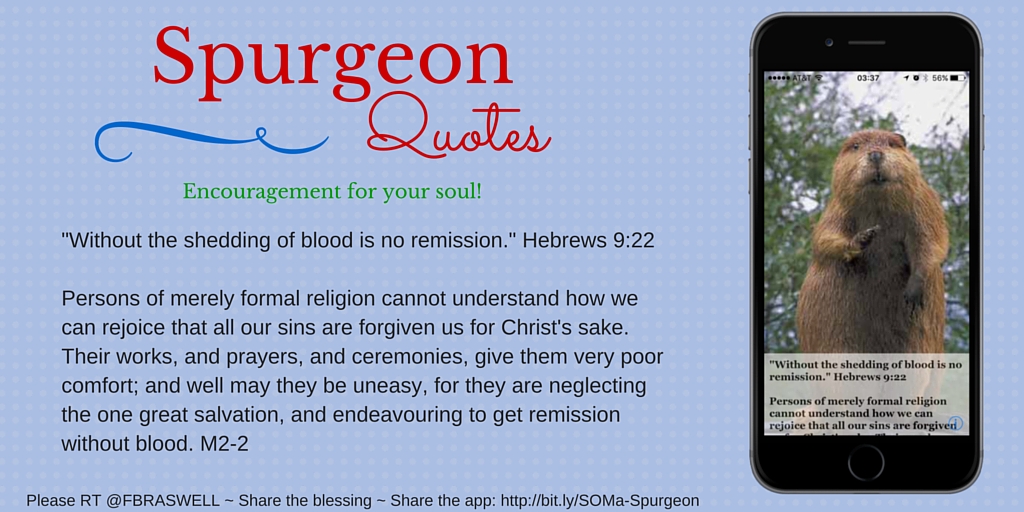 Spurgeon
Quotes
Encouragement for your soul!
"Without the shedding of blood is no remission." Hebrews 9:22
Persons of merely formal religion cannot understand how we
can rejoice that all our sins are forgiven us for Christ's sake.
Their works, and prayers, and ceremonies, give them very poor
comfort; and well may they be uneasy, for they are neglecting
the one great salvation, and endeavouring to get remission
without blood. M2-2
Please RT @FBRASWELL ~ Share the blessing ~ Share the app: http://bit.ly/SOMa-Spurgeon
AT&T 03:37 56%
"Without the shedding of blood is no
remission." Hebrews 9:22
Persons of merely formal religion
cannot understand how we can
rejoice that all our sins are forgiven